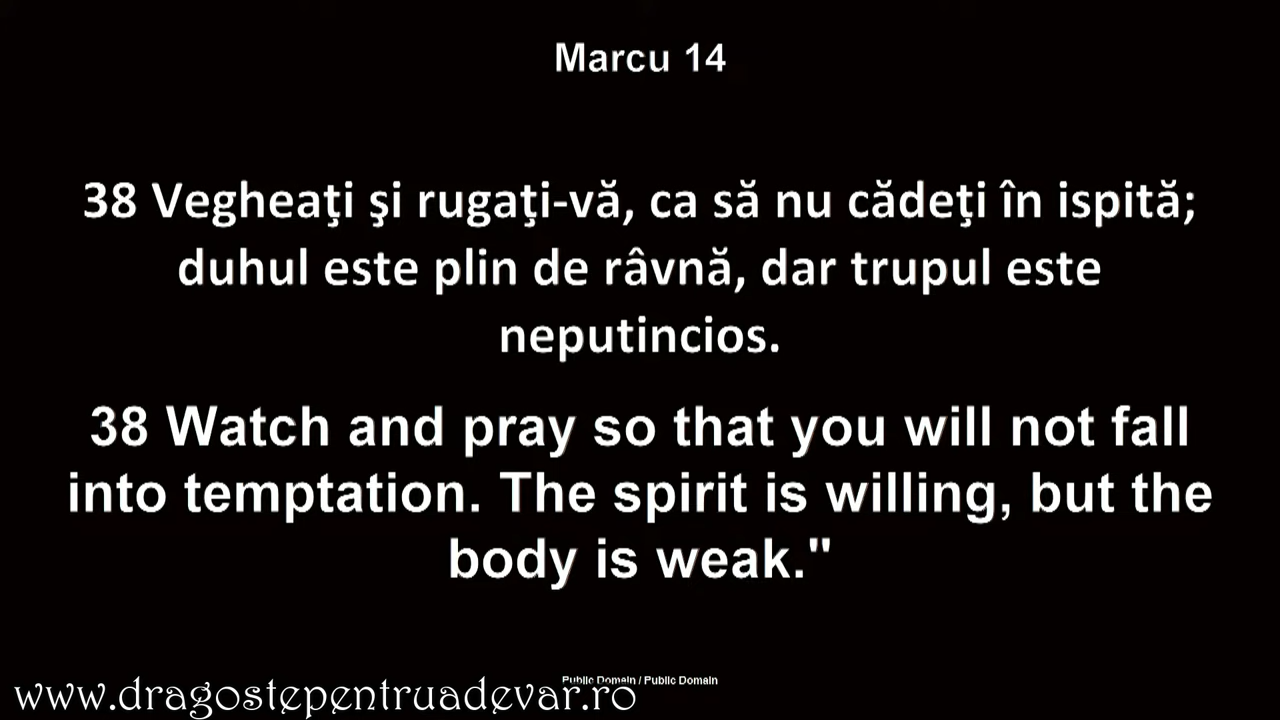 Marcu 14
38 Vegheaţi şi rugaţi-vă, ca să nu cădeţi în ispită;
duhul este plin de râvnă, dar trupul este
neputincios.
38 Watch and pray so that you will not fall
into temptation. The spirit is willing, but the
body is weak."
Public Domain / Public Domain
www.dragostepentruadevar.ro